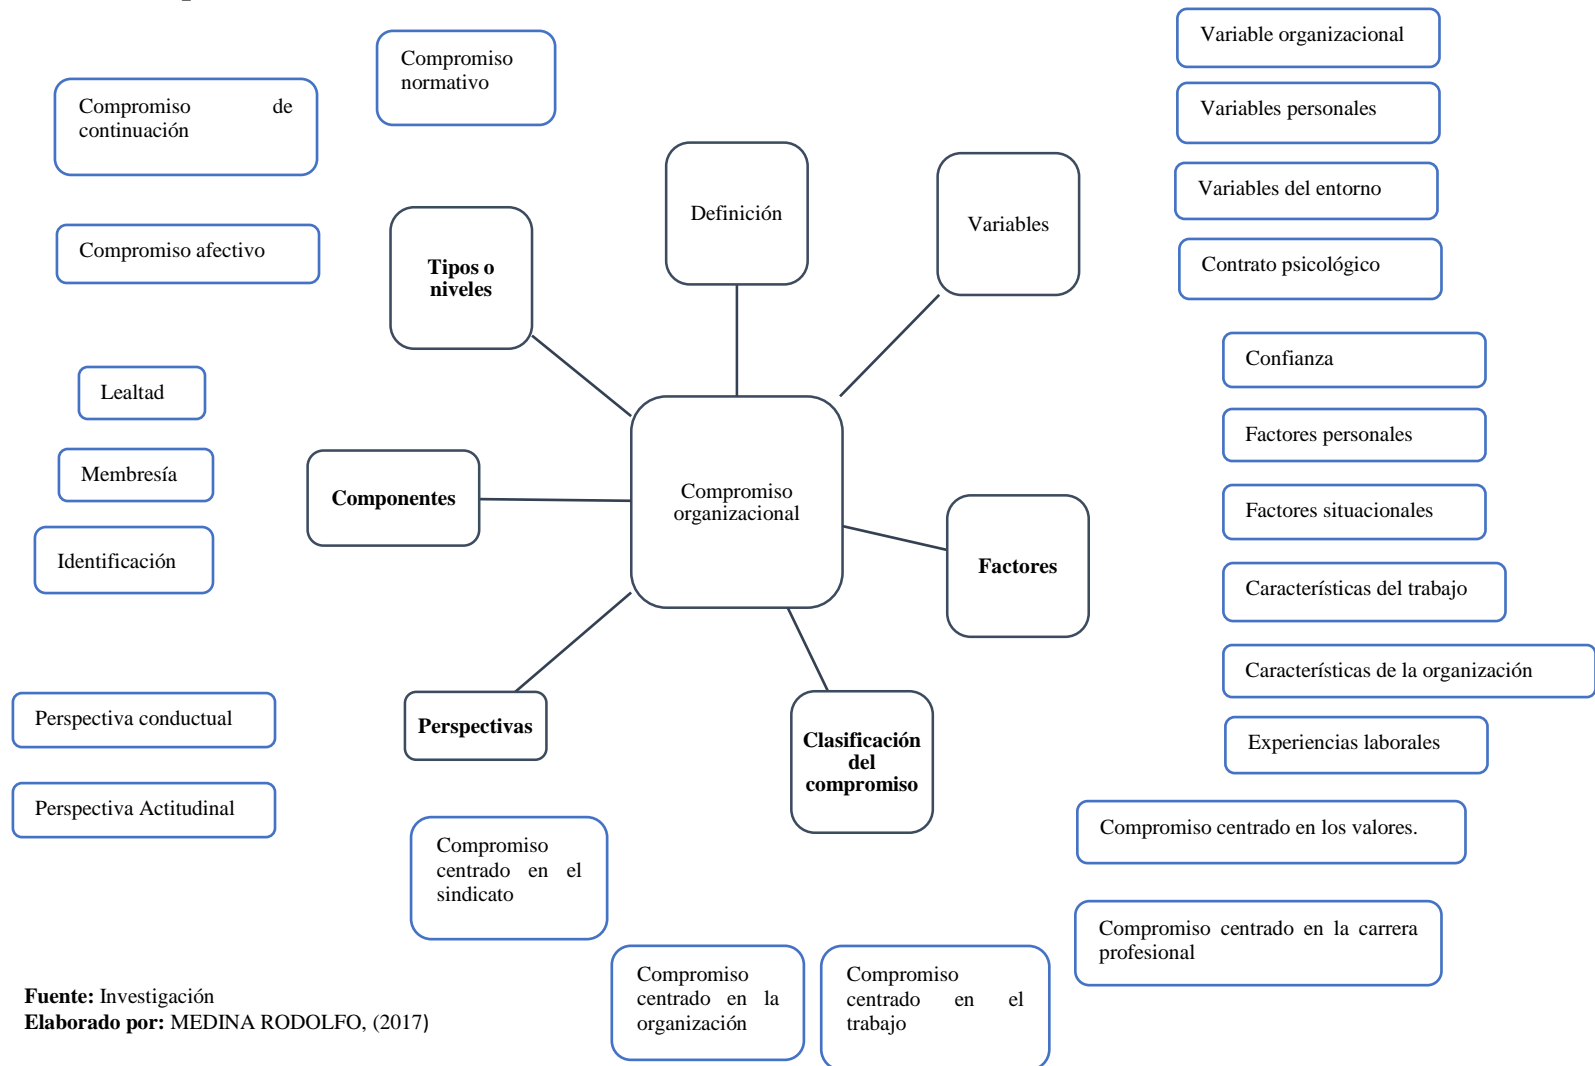 Compromiso
normativo
Compromiso de
continuación
Compromiso afectivo
Tipos o
niveles
Definición
Variables
Variable organizacional
Variables personales
Variables del entorno
Contrato psicológico
Lealtad
Membresía
Identificación
Componentes
Compromiso
organizacional
Factores
Confianza
Factores personales
Factores situacionales
Características del trabajo
Características de la organización
Experiencias laborales
Perspectiva conductual
Perspectiva Actitudinal
Perspectivas
Clasificación
del
compromiso
Compromiso
centrado en el
sindicato
Compromiso
centrado en la
organización
Compromiso
centrado en el
trabajo
Compromiso centrado en los valores.
Compromiso centrado en la carrera
profesional
Fuente: Investigación
Elaborado por: MEDINA RODOLFO, (2017)